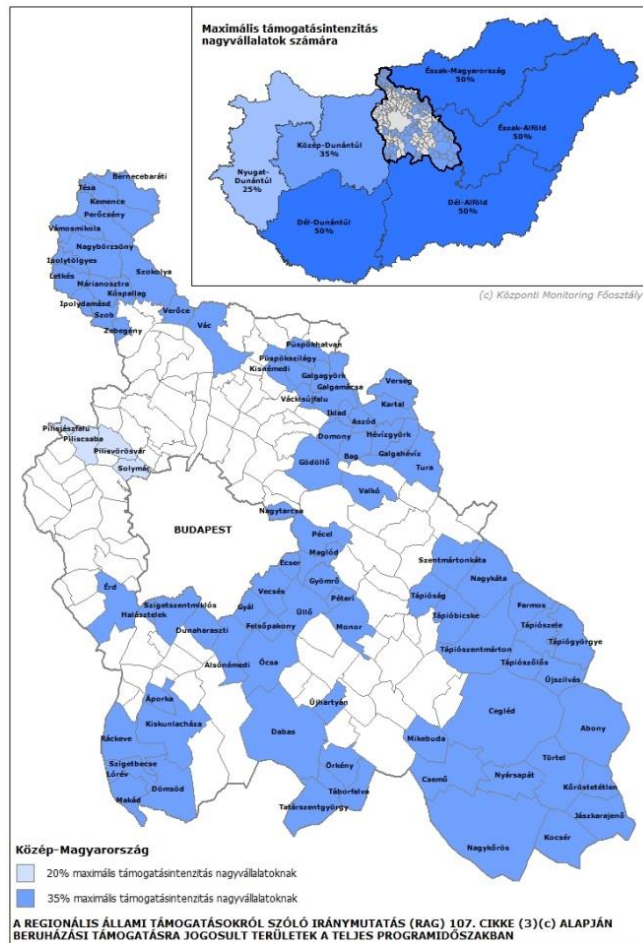 Maximális támogatásintenzitás
nagyvállalatok számára
Észak-Magyarország
50%
Közép-Dunántúl
35%
Észak-Alföld
50%
Nyugat-
Dunántúl
25%
Dél-Alföld
50%
Dél-Dunántúl
50%
(c) Központi Monitoring Főosztály
Bernecebaráti
Tésa
Kemence
Perőcsény
Vámosmikola
Nagybörzsöny
Ipolytölgyes
Szokolya
Letkés
Márianosztra
Kóspallag
Ipolydamásd
Szob
Verőce
Vác
Zebegény
Püspökhatvan
Püspökszilágy
Kisnémedi
Galgagyörk
Galgamácsa
Verseg
Váckisújfalu
Kartal
Iklad
Aszód
Domony
Hévízgyörk
Gödöllő
Bag
Galgahévíz
Tura
Valkó
Pilisjászfalu
Piliscsaba
Pilisvörösvár
Solymár
Nagytarcsa
BUDAPEST
Pécel
Maglód
Ecser
Gyömrő
Vecsés
Péteri
Gyál
Üllő
Felsőpakony
Monor
Szentmártonkáta
Nagykáta
Tápióság
Farmos
Tápióbicske
Tápiószele
Tápiógyörgye
Tápiószentmárton
Tápiószőlős
Újszilvás
Érd
Szigetszentmiklós
Halásztelek
Dunaharaszti
Alsónémedi
Ócsa
Újhartyán
Cegléd
Abony
Áporka
Kiskunlacháza
Dabas
Mikebuda
Ráckeve
Törtel
Szigetbecse
Örkény
Csemő
Nyársapát
Lórév
Dömsöd
Táborfalva
Kőröstetétlen
Makád
Tatárszentgyörgy
Jászkarajenő
Kocsér
Nagykőrös
Közép-Magyarország
20% maximális támogatásintenzitás nagyvállalatoknak
35% maximális támogatásintenzitás nagyvállalatoknak
A REGIONÁLIS ÁLLAMI TÁMOGATÁSOKRÓL SZÓLÓ IRÁNYMUTATÁS (RAG) 107. CIKKE (3)(c) ALAPJÁN
BERUHÁZÁSI TÁMOGATÁSRA JOGOSULT TERÜLETEK A TELJES PROGRAMIDŐSZAKBAN